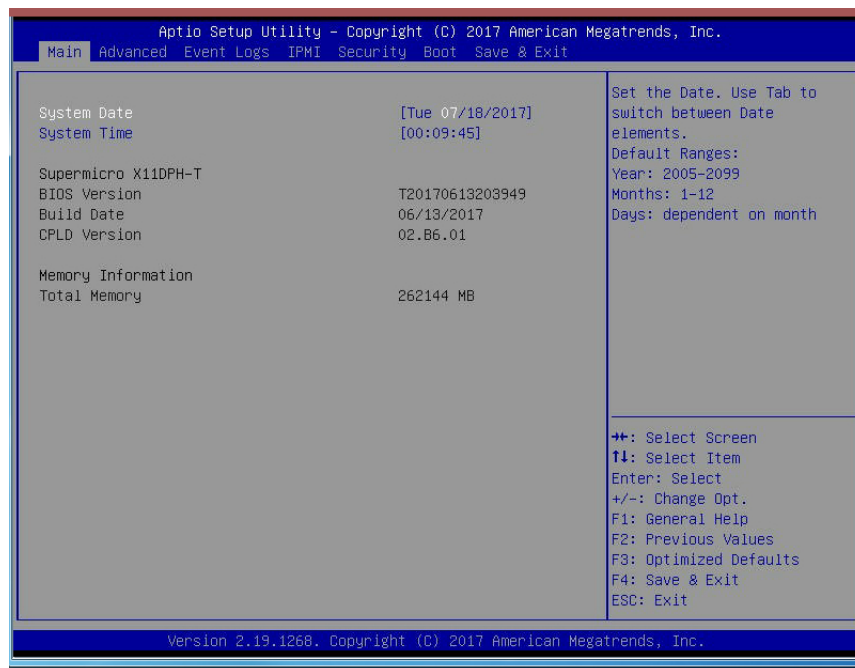 Aptio Setup Utility - Copyright (C) 2017 American Megatrends, Inc.
Main Advanced Event Logs IPMI Security Boot Save & Exit
System Date [Tue 07/18/2017]
System Time [00:09:45]
Supermicro X11DPH-T
BIOS Version T20170613203949
Build Date 06/13/2017
CPLD Version 02.B6.01
Memory Information
Total Memory 262144 MB
Set the Date. Use Tab to
switch between Date
elements.
Default Ranges:
Year: 2005-2099
Months: 1-12
Days: dependent on month
→←: Select Screen
↑↓: Select Item
Enter: Select
+/-: Change Opt.
F1: General Help
F2: Previous Values
F3: Optimized Defaults
F4: Save & Exit
ESC: Exit
Version 2.19.1268. Copyright (C) 2017 American Megatrends, Inc.